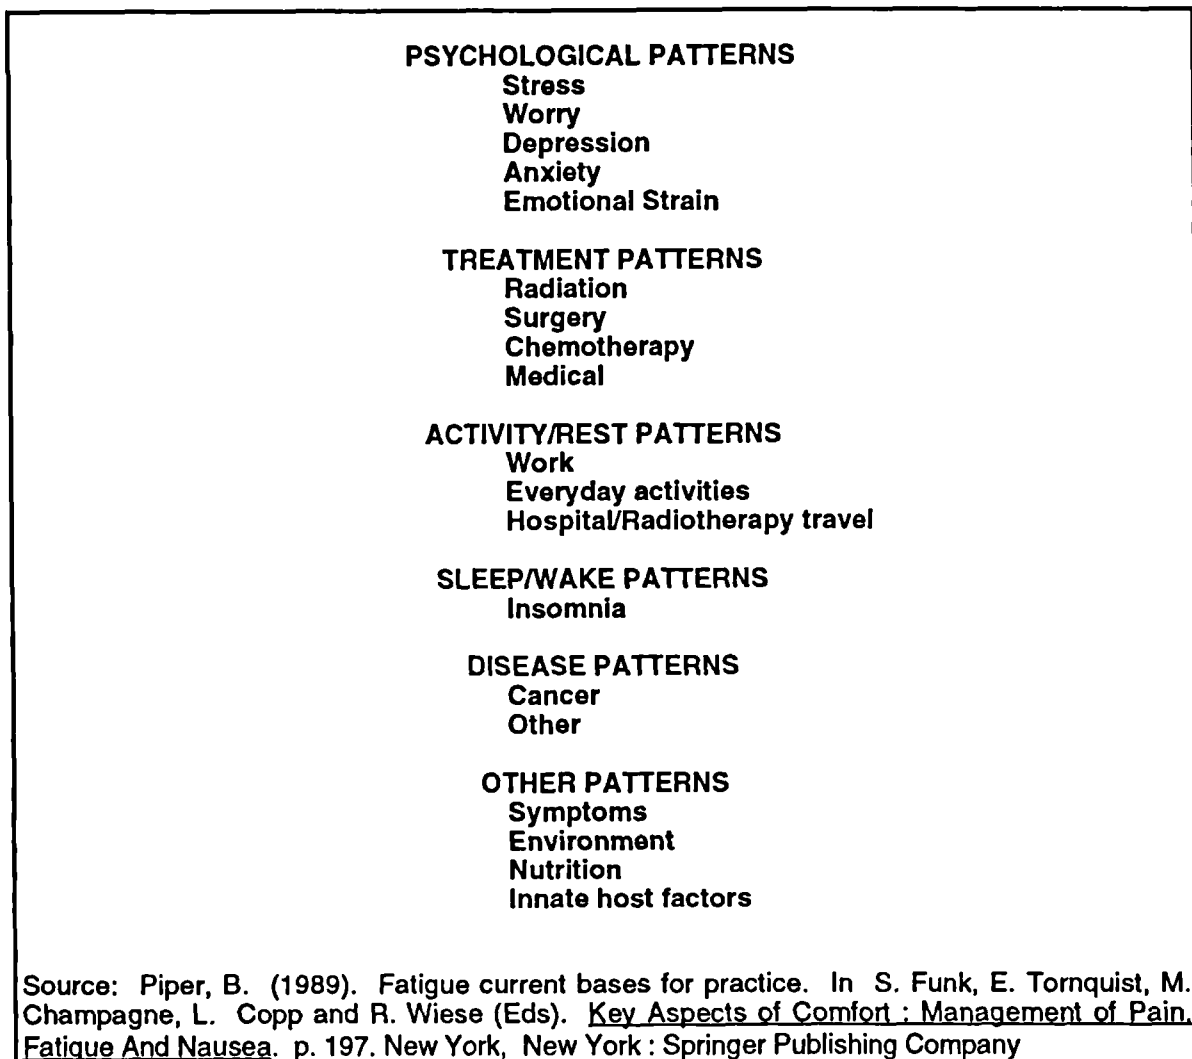 PSYCHOLOGICAL PATTERNS
Stress
Worry
Depression
Anxiety
Emotional Strain
TREATMENT PATTERNS
Radiation
Surgery
Chemotherapy
Medical
ACTIVITY/REST PATTERNS
Work
Everyday activities
Hospital/Radiotherapy travel
SLEEP/WAKE PATTERNS
Insomnia
DISEASE PATTERNS
Cancer
Other
OTHER PATTERNS
Symptoms
Environment
Nutrition
Innate host factors
Source: Piper, B. (1989). Fatigue current bases for practice. In S. Funk, E. Tornquist, M.
Champagne, L. Copp and R. Wiese (Eds). Key Aspects of Comfort : Management of Pain,
Fatigue And Nausea. p. 197. New York, New York : Springer Publishing Company